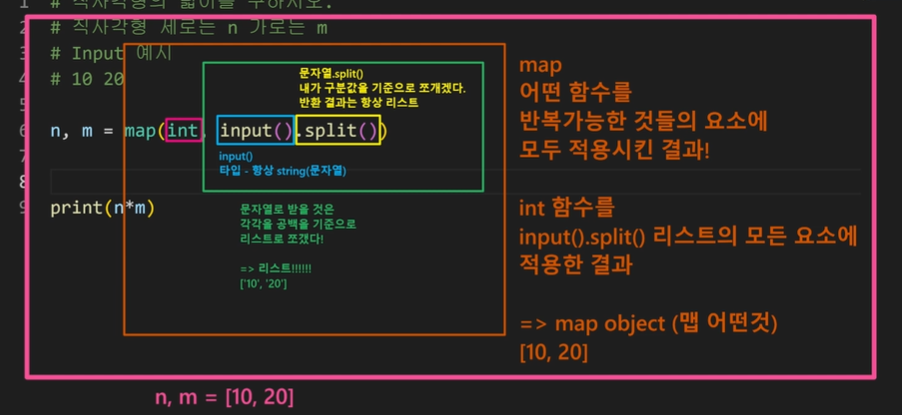 1 # 직사각형의 넓이를 구하시오.
2 # 직사각형 세로는 n 가로는 m
3 # Input 예시
4 # 10 20
5
6 n, m = map(int, input().split())
7
8
9 print(n*m)
문자열.split()
내가 구분값을 기준으로 쪼개겠다.
반환 결과는 항상 리스트
input()
타입 - 항상 string(문자열)
문자열로 받을 것은
각각을 공백을 기준으로
리스트로 쪼갰다!
=> 리스트!!!!!!
['10', '20']
map
어떤 함수를
반복가능한 것들의 요소에
모두 적용시킨 결과!
int 함수를
input().split() 리스트의 모든 요소에
적용한 결과
=> map object (맵 어떤것)
[10, 20]
n, m = [10, 20]